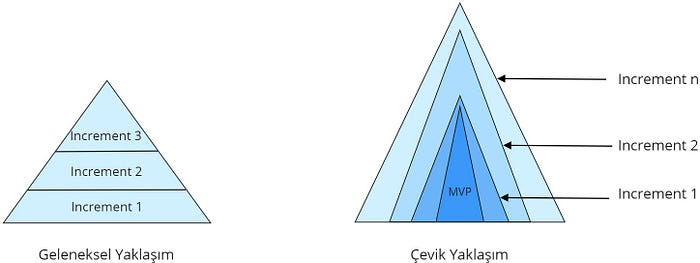 Increment 3
Increment 2
Increment 1
Geleneksel Yaklaşım
Increment n
Increment 2
Increment 1
MVP
Çevik Yaklaşım